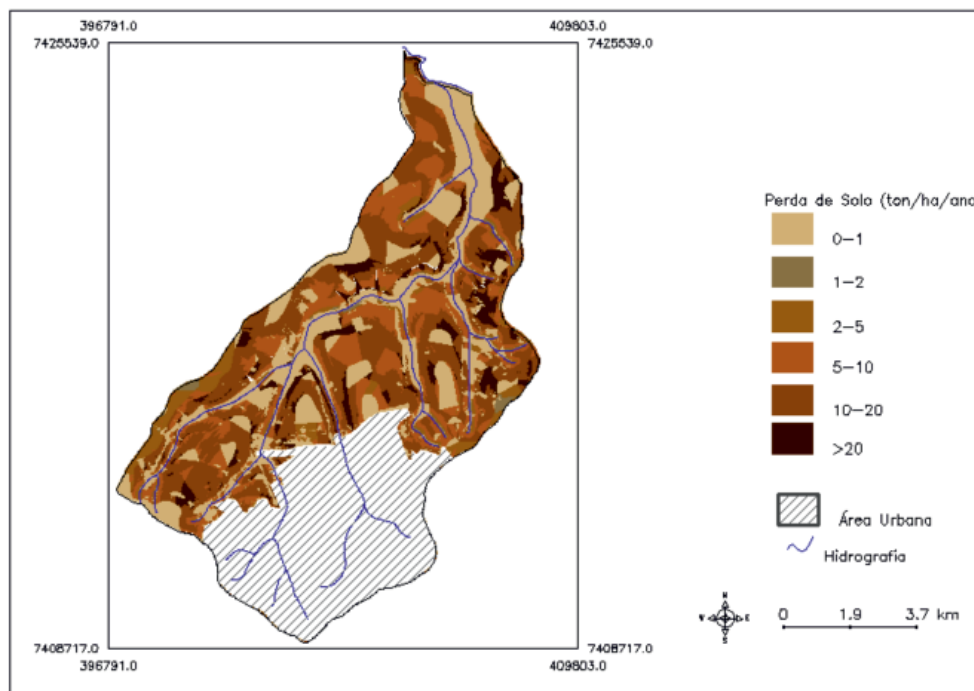 396791.0
409803.0
7425539.0
7425539.0
Perda de Solo (ton/ha/ano
0–1
1–2
2–5
5–10
10–20
>20
Área Urbana
Hidrografia
N
W E
S
0 1.9 3.7 km
7408717.0
7408717.0
396791.0
409803.0